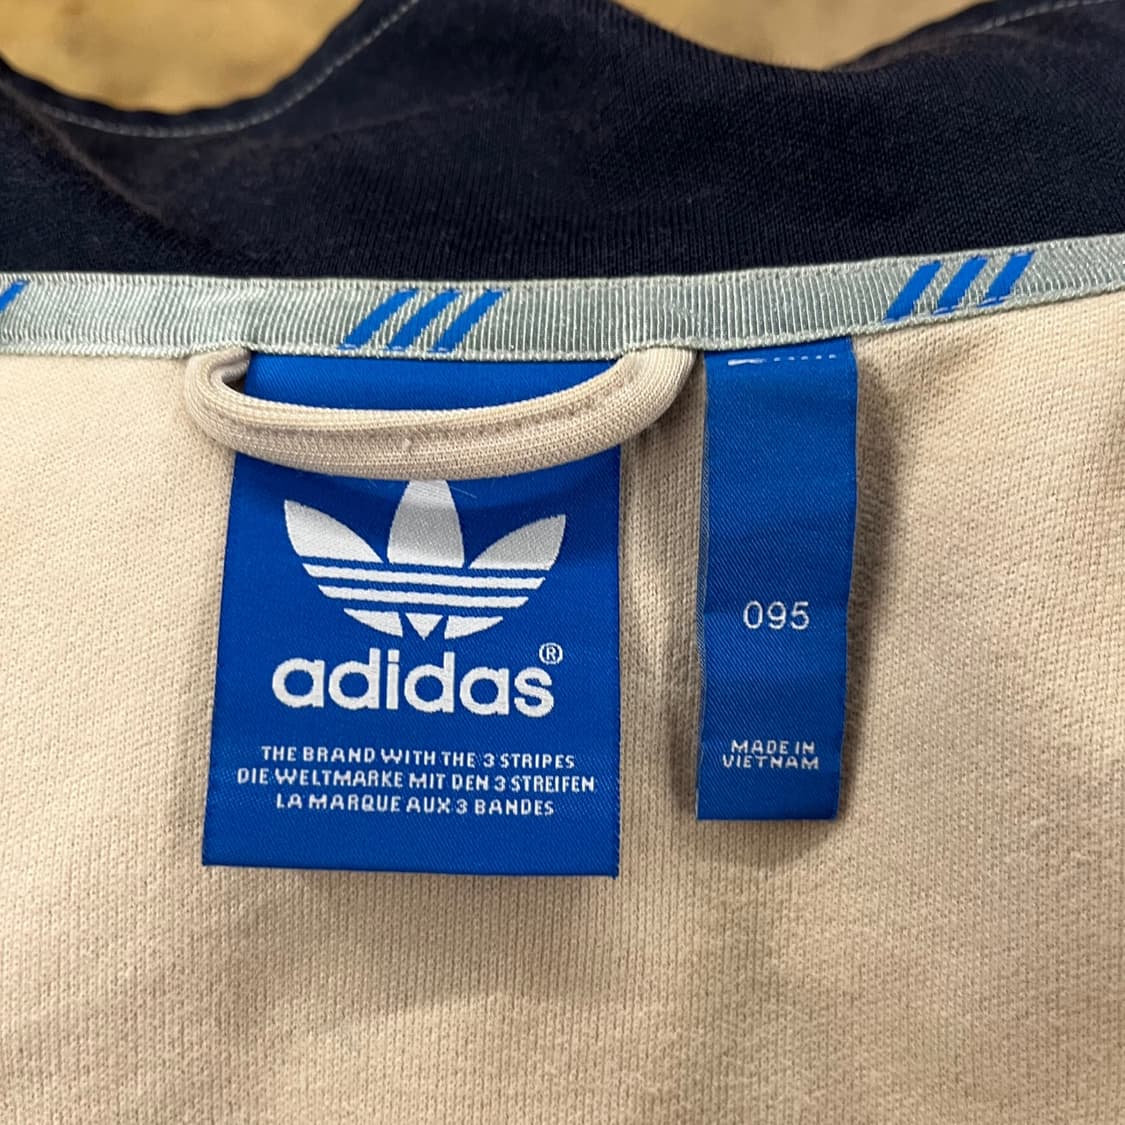 adidas®
THE BRAND WITH THE 3 STRIPES
DIE WELTMARKE MIT DEN 3 STREIFEN
LA MARQUE AUX 3 BANDES
095
MADE IN
VIETNAM